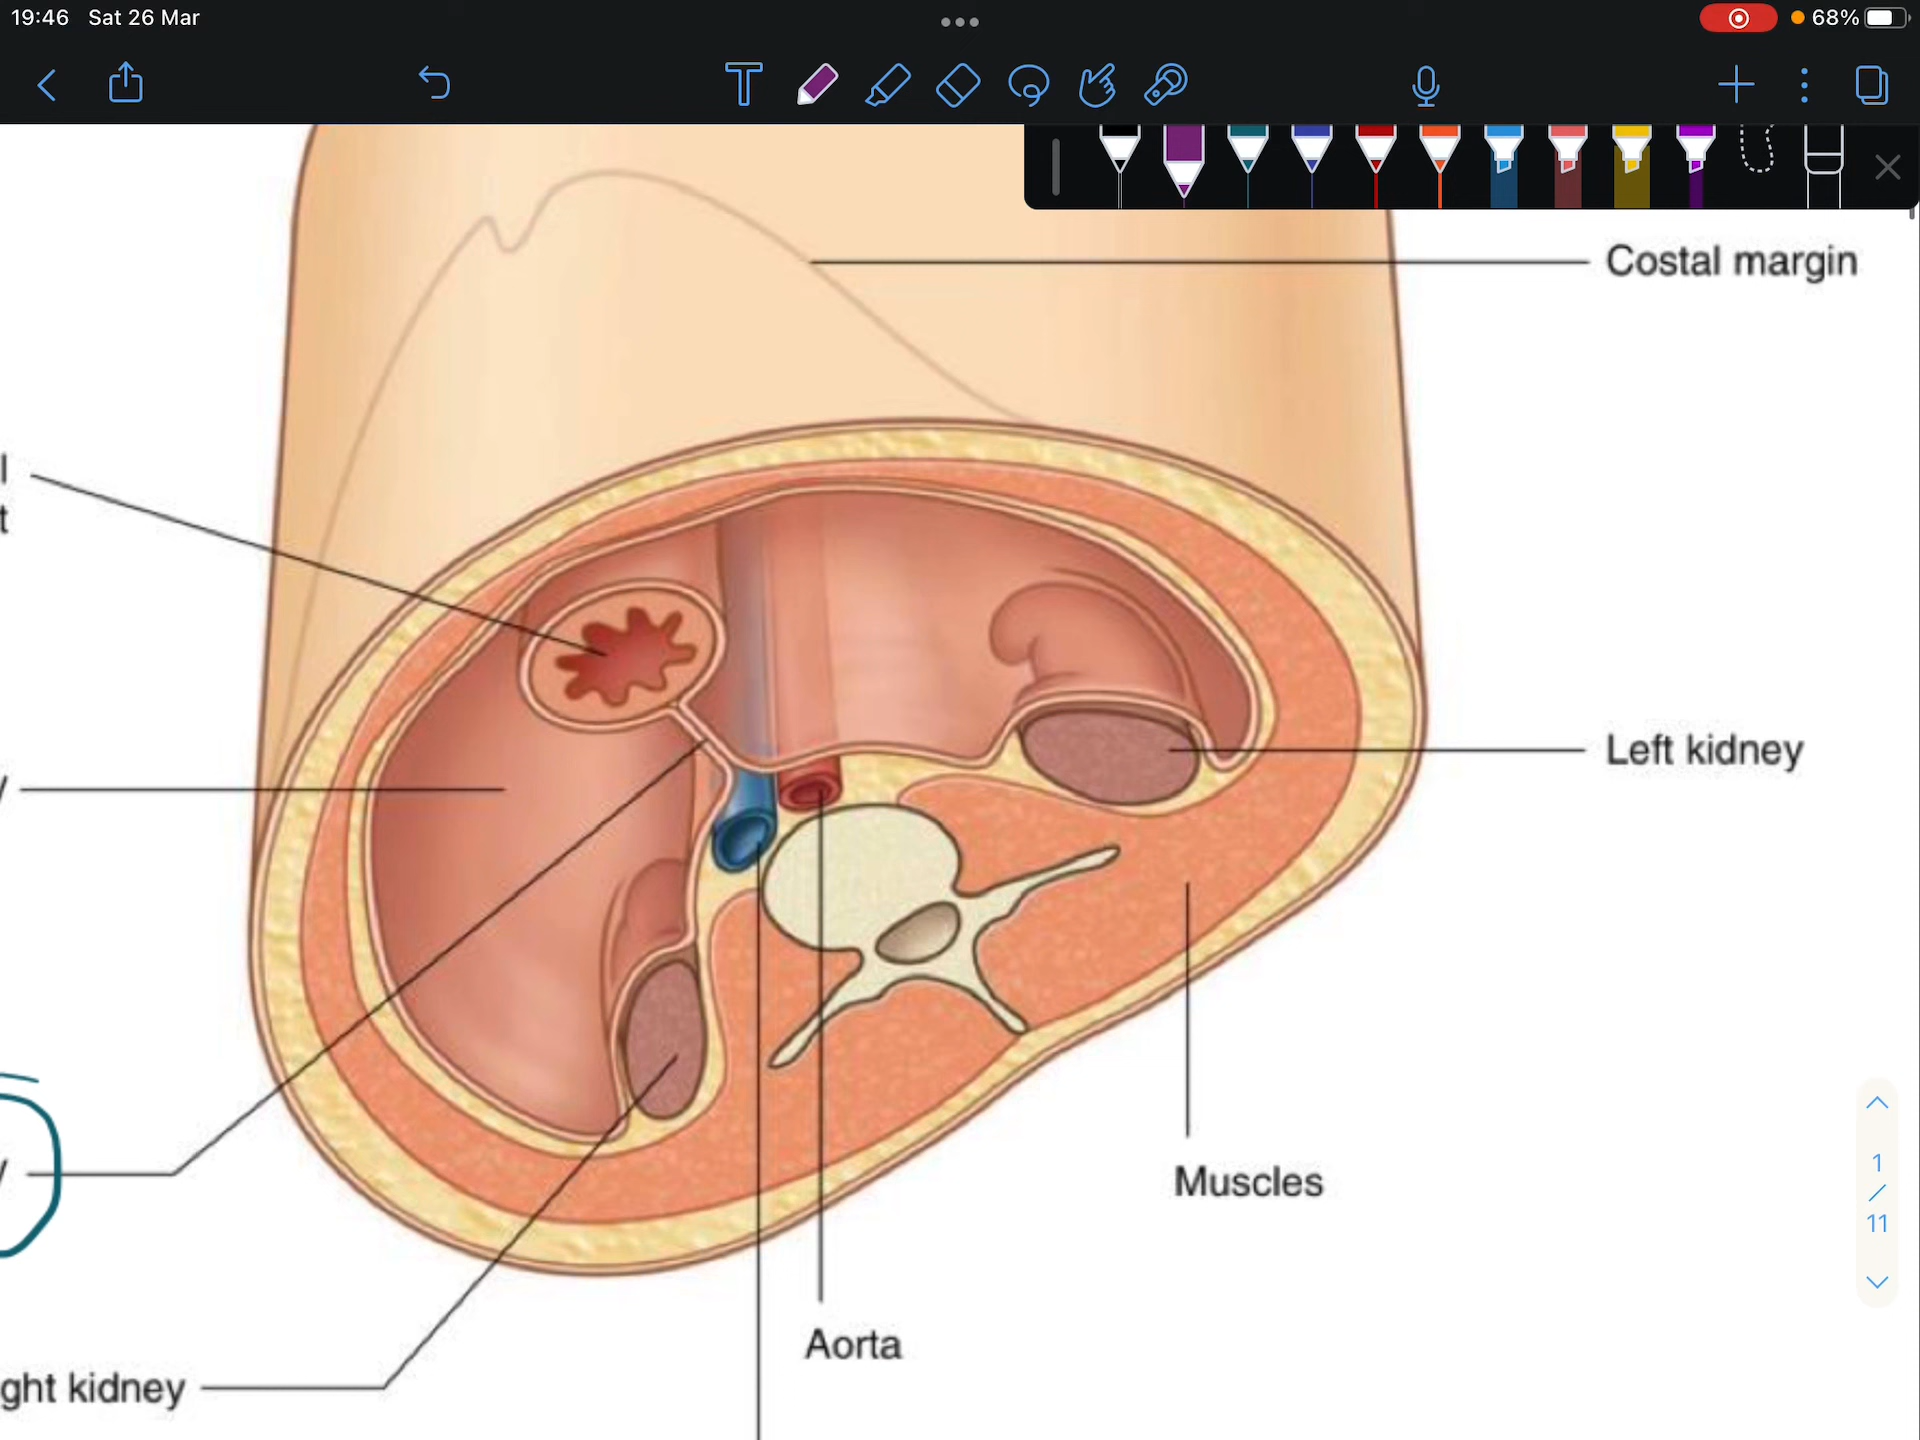 19:46 Sat 26 Mar
68%
T
Costal margin
l
t
Left kidney
y
y
Muscles
1
/
11
Aorta
ght kidney